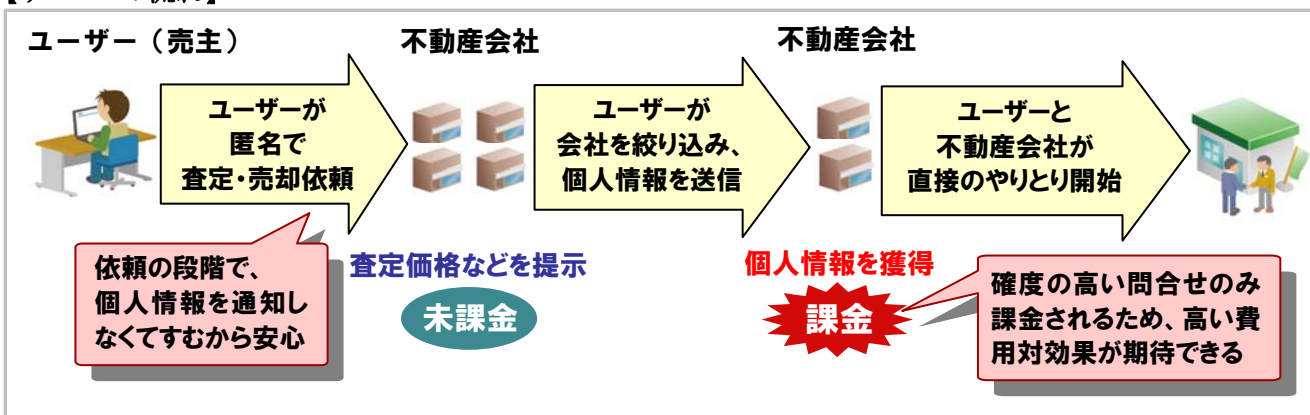 ユーザー（売主）
不動産会社
不動産会社
ユーザーが
匿名で
査定・売却依頼
ユーザーが
会社を絞り込み、
個人情報を送信
ユーザーと
不動産会社が
直接のやりとり開始
依頼の段階で、
個人情報を通知し
なくてすむから安心
査定価格などを提示
未課金
個人情報を獲得
課金
確度の高い問合せのみ
課金されるため、高い費
用対効果が期待できる